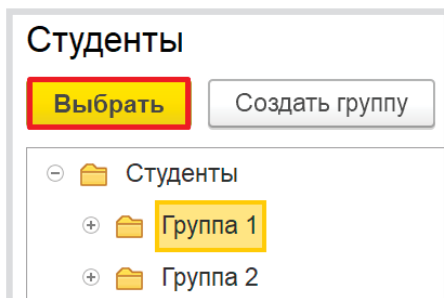 Студенты
Выбрать Создать группу
Студенты
Группа 1
Группа 2